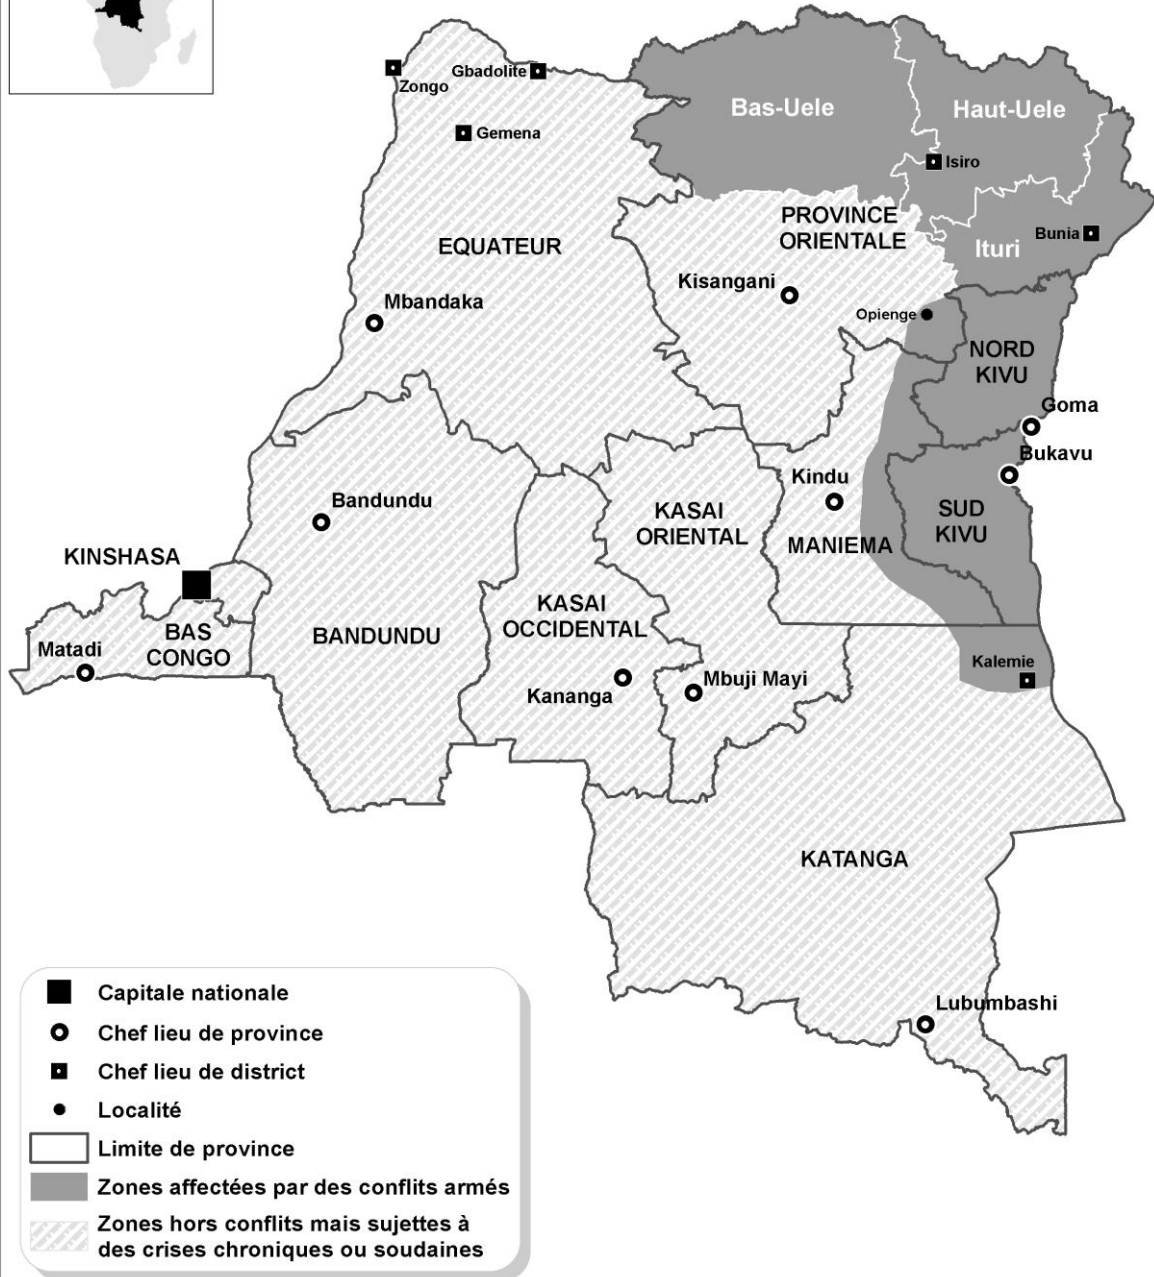 Zongo
Gbadolite
Gemena
Bas-Uele
Haut-Uele
Isiro
PROVINCE
ORIENTALE
Bunia
Ituri
EQUATEUR
Kisangani
Mbandaka
Opienge
NORD
KIVU
Goma
Bukavu
Bandundu
Kindu
KASAI
ORIENTAL
SUD
KIVU
MANIEMA
KINSHASA
KASAI
OCCIDENTAL
BAS
CONGO
BANDUNDU
Matadi
Kalemie
Mbuji Mayi
Kananga
KATANGA
Lubumbashi
Capitale nationale
Chef lieu de province
Chef lieu de district
Localité
Limite de province
Zones affectées par des conflits armés
Zones hors conflits mais sujettes à
des crises chroniques ou soudaines